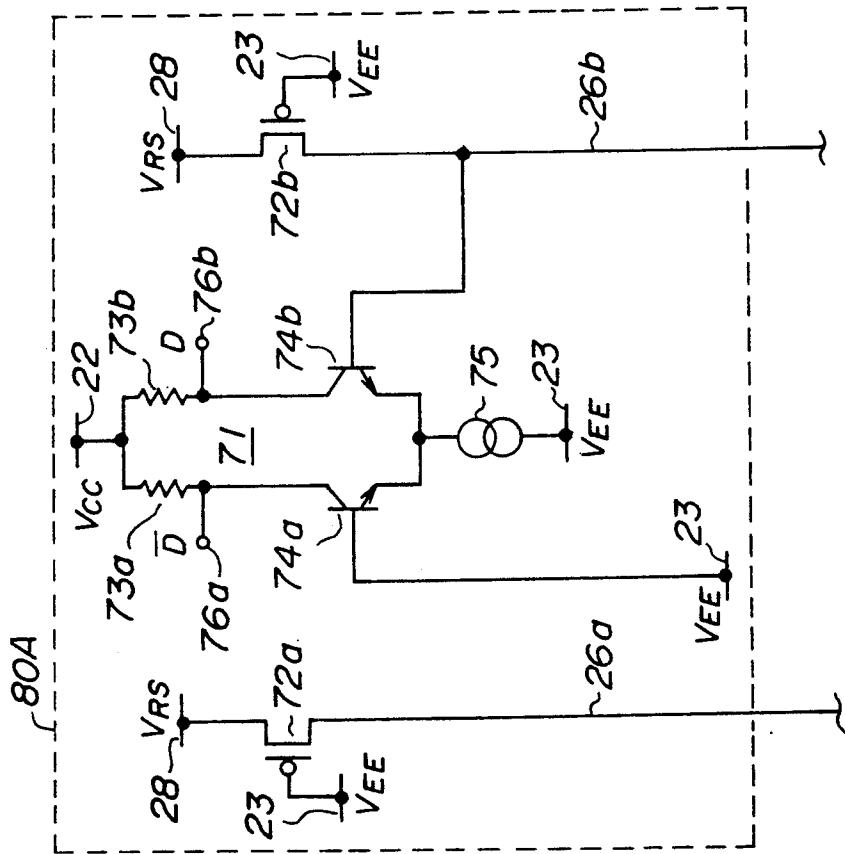 80A
VCC 22
VRS 28
28 VRS
73a
73b
D
D̅
76a
76b
23
VEE
23
VEE
71
72a
72b
74a
74b
75
23
VEE
23
VEE
26a
26b